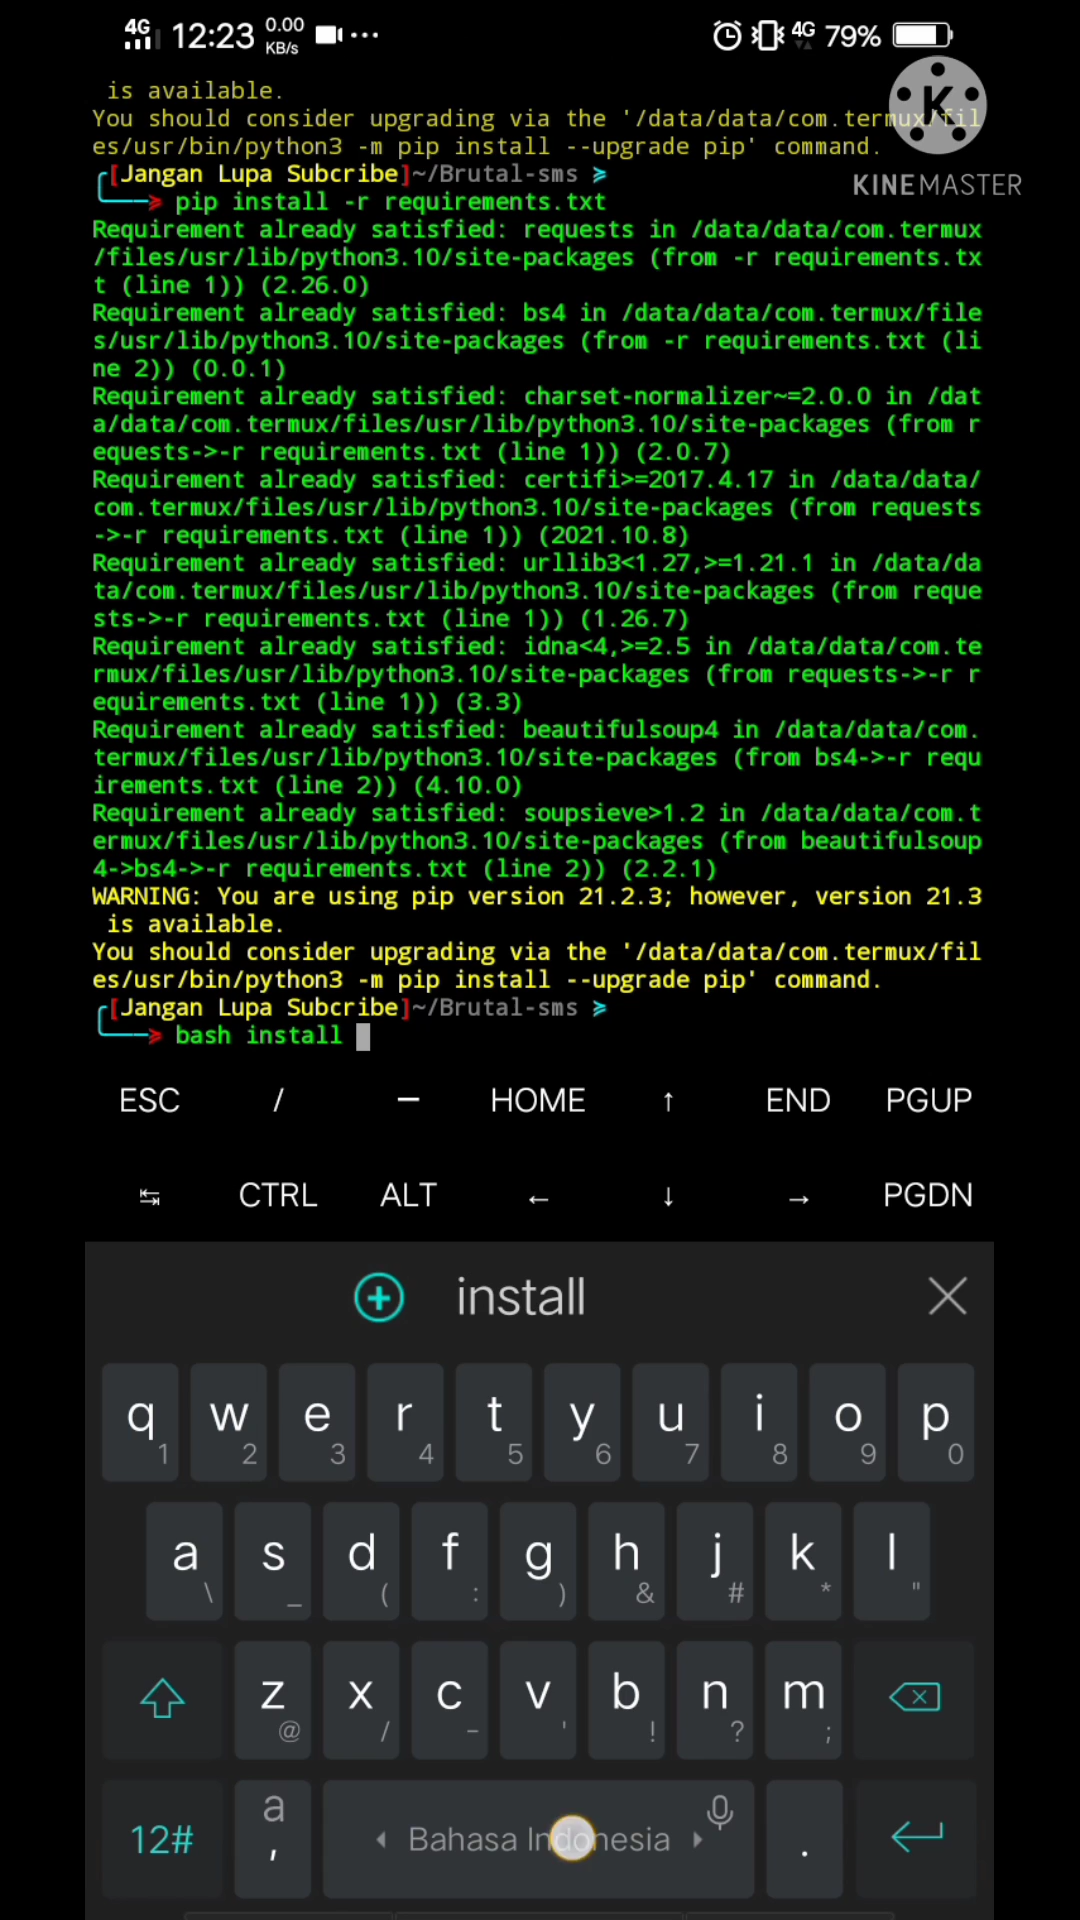 4G 12:23 0.00 KB/s ... 4G 79%
is available.
You should consider upgrading via the '/data/data/com.termux/fil
es/usr/bin/python3 -m pip install --upgrade pip' command.
K
KINEMASTER
[Jangan Lupa Subcribe]~/Brutal-sms ⪢
pip install -r requirements.txt
Requirement already satisfied: requests in /data/data/com.termux
/files/usr/lib/python3.10/site-packages (from -r requirements.tx
t (line 1)) (2.26.0)
Requirement already satisfied: bs4 in /data/data/com.termux/file
s/usr/lib/python3.10/site-packages (from -r requirements.txt (li
ne 2)) (0.0.1)
Requirement already satisfied: charset-normalizer~=2.0.0 in /dat
a/data/com.termux/files/usr/lib/python3.10/site-packages (from r
equests->-r requirements.txt (line 1)) (2.0.7)
Requirement already satisfied: certifi>=2017.4.17 in /data/data/
com.termux/files/usr/lib/python3.10/site-packages (from requests
->-r requirements.txt (line 1)) (2021.10.8)
Requirement already satisfied: urllib3<1.27,>=1.21.1 in /data/da
ta/com.termux/files/usr/lib/python3.10/site-packages (from reque
sts->-r requirements.txt (line 1)) (1.26.7)
Requirement already satisfied: idna<4,>=2.5 in /data/data/com.te
rmux/files/usr/lib/python3.10/site-packages (from requests->-r r
equirements.txt (line 1)) (3.3)
Requirement already satisfied: beautifulsoup4 in /data/data/com.
termux/files/usr/lib/python3.10/site-packages (from bs4->-r requ
irements.txt (line 2)) (4.10.0)
Requirement already satisfied: soupsieve>1.2 in /data/data/com.t
ermux/files/usr/lib/python3.10/site-packages (from beautifulsoup
4->bs4->-r requirements.txt (line 2)) (2.2.1)
WARNING: You are using pip version 21.2.3; however, version 21.3
is available.
You should consider upgrading via the '/data/data/com.termux/fil
es/usr/bin/python3 -m pip install --upgrade pip' command.
[Jangan Lupa Subcribe]~/Brutal-sms ⪢
bash install
ESC / — HOME ↑ END PGUP
↹ CTRL ALT ← ↓ → PGDN
+ install ×
q w e r t y u i o p
1 2 3 4 5 6 7 8 9 0
a s d f g h j k l
\ _ ( : ) & # * "
z x c v b n m
@ / - ' ! ? ;
12# a , Bahasa Indonesia .